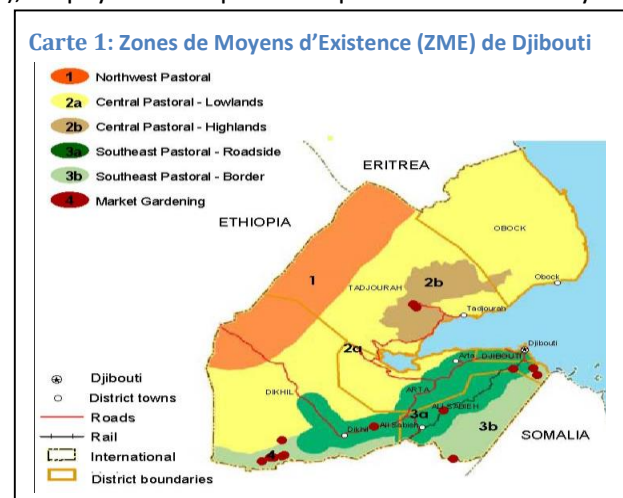 Carte 1: Zones de Moyens d'Existence (ZME) de Djibouti
1 Northwest Pastoral
2a Central Pastoral - Lowlands
2b Central Pastoral - Highlands
3a Southeast Pastoral - Roadside
3b Southeast Pastoral - Border
4 Market Gardening
ERITREA
ETHIOPIA
OBOCK
1
TADJOURAH
2b
Obock
Tadjourah
2a
Djibouti
Arta
DJIBOUTI
DIKHIL
ARTA
ALI SABIEH
3a
Dikhil
Ali Sabieh
3b
4
SOMALIA
Djibouti
District towns
Roads
Rail
International
District boundaries